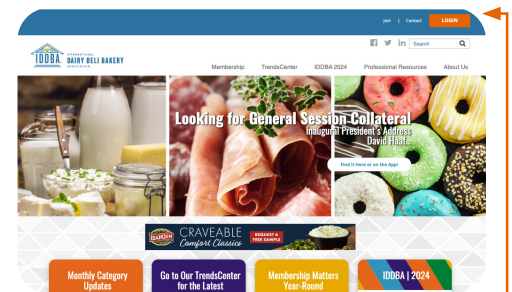 Join | Contact LOGIN
Search
IDDBA INTERNATIONAL
DAIRY DELI BAKERY
ASSOCIATION
Membership TrendsCenter IDDBA 2024 Professional Resources About Us
Looking for General Session Collateral
Inaugural President's Address
David Haaf
Find It Here or on the App!
IDAHOAN CRAVEABLE
Comfort Classics
REQUEST A
FREE SAMPLE
Monthly Category
Updates
Go to Our TrendsCenter
for the Latest
Membership Matters
Year-Round
IDDBA | 2024